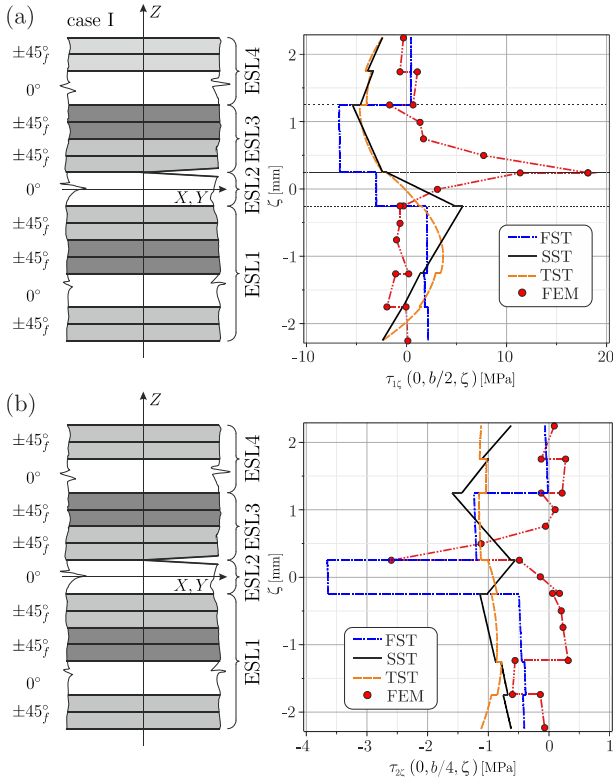 (a)
case I
Z
±45°f
0°
±45°f
±45°f
0°
±45°f
±45°f
0°
±45°f
X, Y
ESL4
ESL3
ESL2
ESL1
ζ [mm]
2
1
0
-1
-2
-10
0
10
20
FST
SST
TST
FEM
τ1ζ (0, b/2, ζ) [MPa]
(b)
Z
±45°f
0°
±45°f
±45°f
0°
±45°f
±45°f
0°
±45°f
X, Y
ESL4
ESL3
ESL2
ESL1
ζ [mm]
2
1
0
-1
-2
-4
-3
-2
-1
0
1
FST
SST
TST
FEM
τ2ζ (0, b/4, ζ) [MPa]